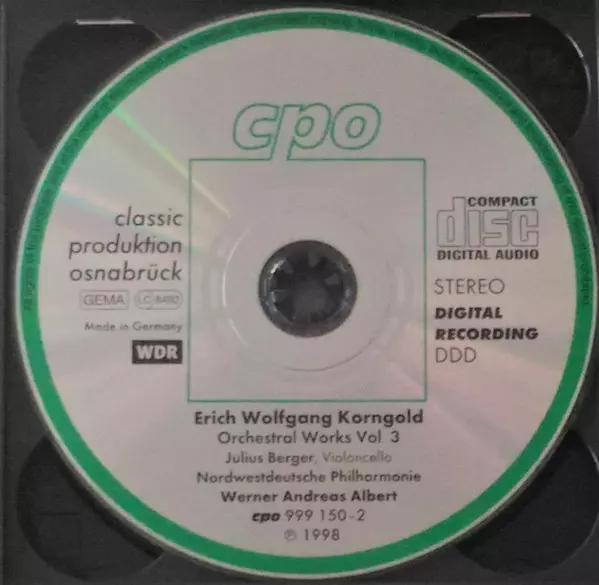 cpo
classic
produktion
osnabrück
GEMA LC 8492
Made in Germany
WDR
COMPACT
disc
DIGITAL AUDIO
STEREO
DIGITAL
RECORDING
DDD
Erich Wolfgang Korngold
Orchestral Works Vol 3
Julius Berger, Violoncello
Nordwestdeutsche Philharmonie
Werner Andreas Albert
cpo 999 150-2
℗ 1998